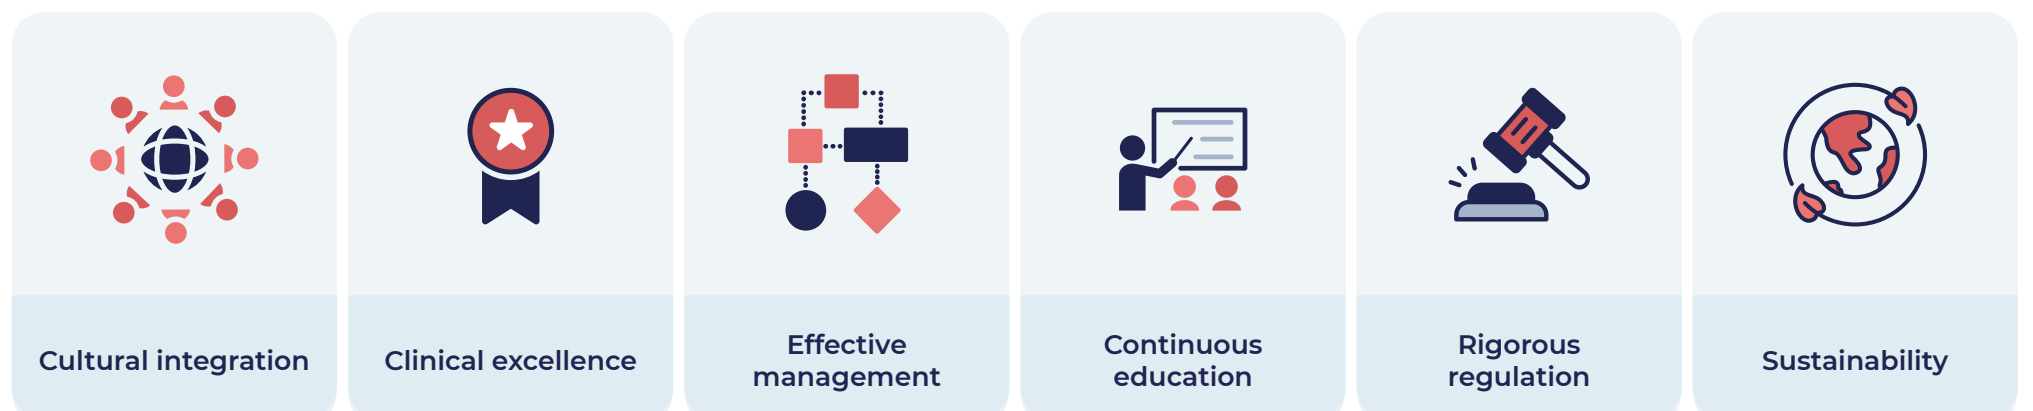 Cultural integration
Clinical excellence
Effective
management
Continuous
education
Rigorous
regulation
Sustainability